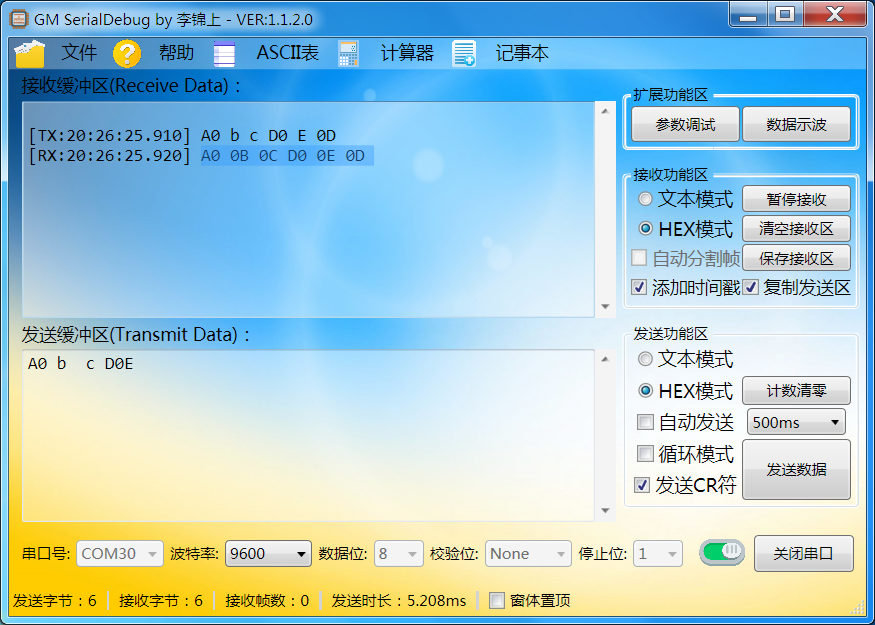 GM SerialDebug by 李锦上 - VER:1.1.2.0
文件 帮助 ASCII表 计算器 记事本
接收缓冲区(Receive Data)：
[TX:20:26:25.910] A0 b c D0 E 0D
[RX:20:26:25.920] A0 0B 0C D0 0E 0D
扩展功能区
参数调试 数据示波
接收功能区
文本模式 暂停接收
HEX模式 清空接收区
自动分割帧 保存接收区
添加时间戳 复制发送区
发送缓冲区(Transmit Data)：
A0 b  c D0E
发送功能区
文本模式
HEX模式 计数清零
自动发送 500ms
循环模式
发送数据
发送CR符
串口号: COM30 波特率: 9600 数据位: 8 校验位: None 停止位: 1 关闭串口
发送字节：6 接收字节：6 接收帧数：0 发送时长：5.208ms 窗体置顶